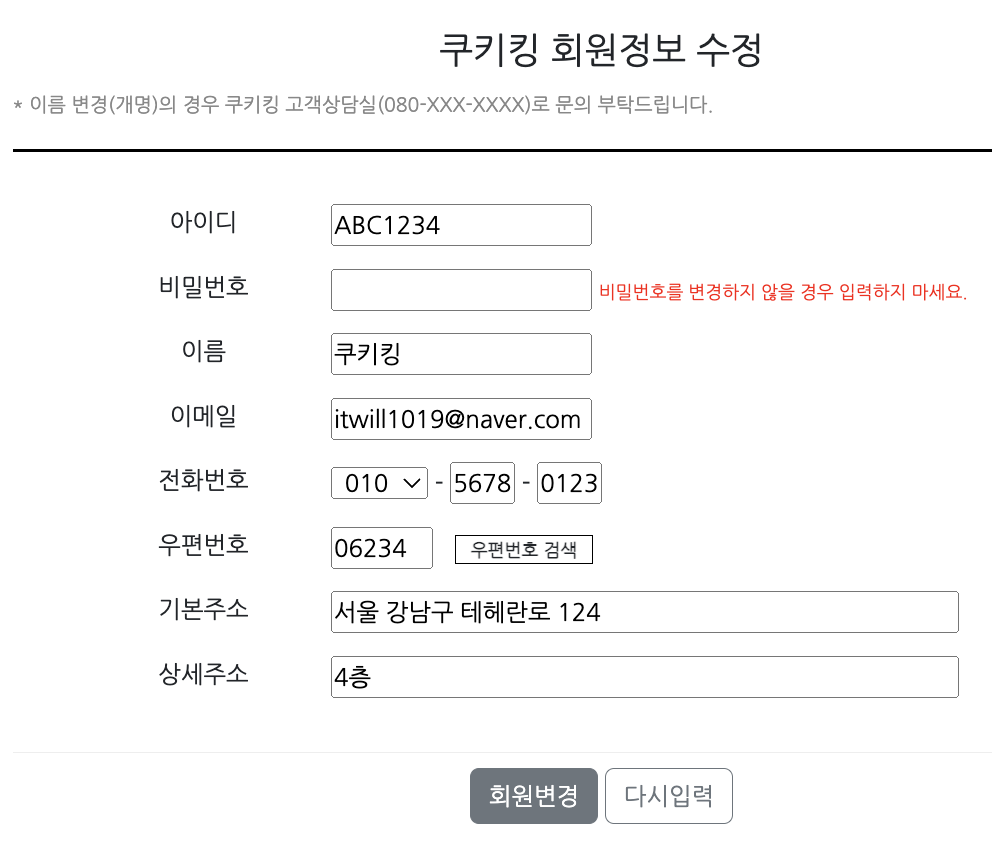 쿠키킹 회원정보 수정
* 이름 변경(개명)의 경우 쿠키킹 고객상담실(080-XXX-XXXX)로 문의 부탁드립니다.
아이디 ABC1234
비밀번호 비밀번호를 변경하지 않을 경우 입력하지 마세요.
이름 쿠키킹
이메일 itwill1019@naver.com
전화번호 010 - 5678 - 0123
우편번호 06234 우편번호 검색
기본주소 서울 강남구 테헤란로 124
상세주소 4층
회원변경 다시입력